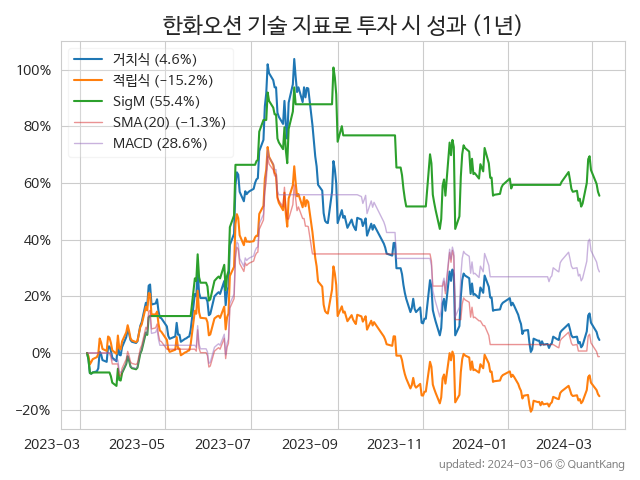 한화오션 기술 지표로 투자 시 성과 (1년)
거치식 (4.6%)
적립식 (−15.2%)
SigM (55.4%)
SMA(20) (−1.3%)
MACD (28.6%)
100%
80%
60%
40%
20%
0%
−20%
2023−03
2023−05
2023−07
2023−09
2023−11
2024−01
2024−03
updated: 2024−03−06 ⓒ QuantKang